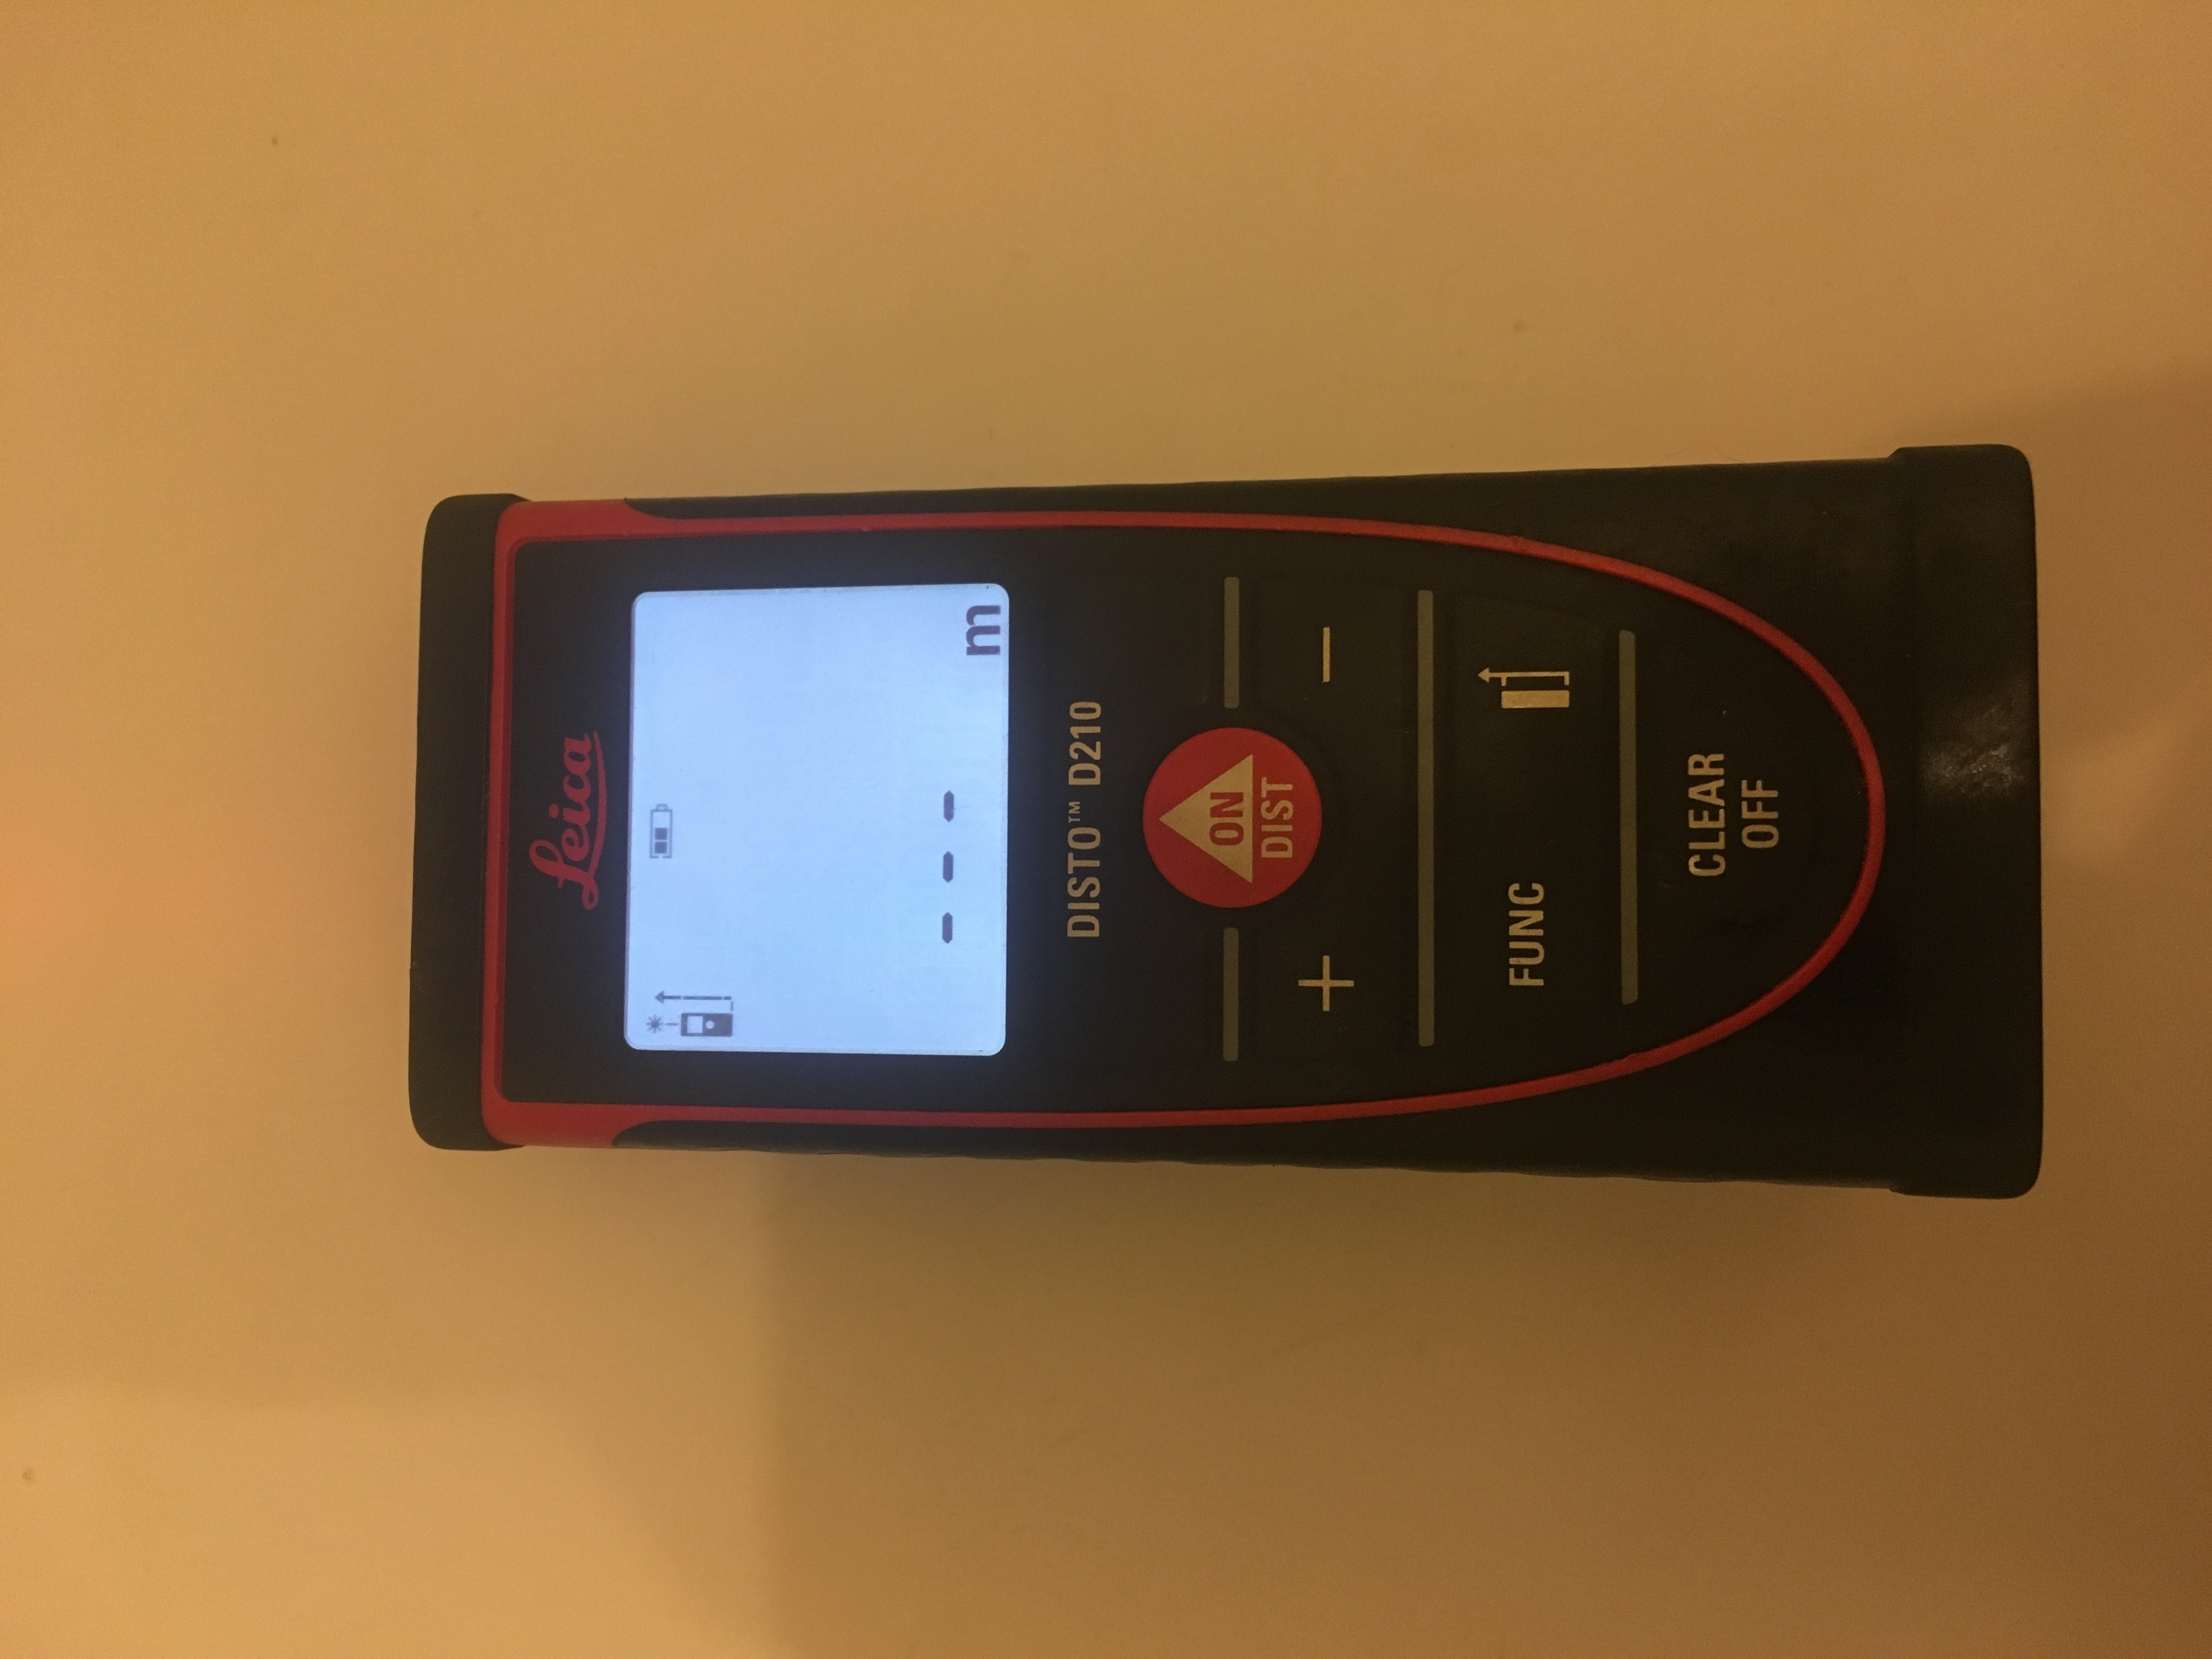 Leica
- - -
m
DISTO™ D210
ON
DIST
+ −
FUNC
CLEAR
OFF